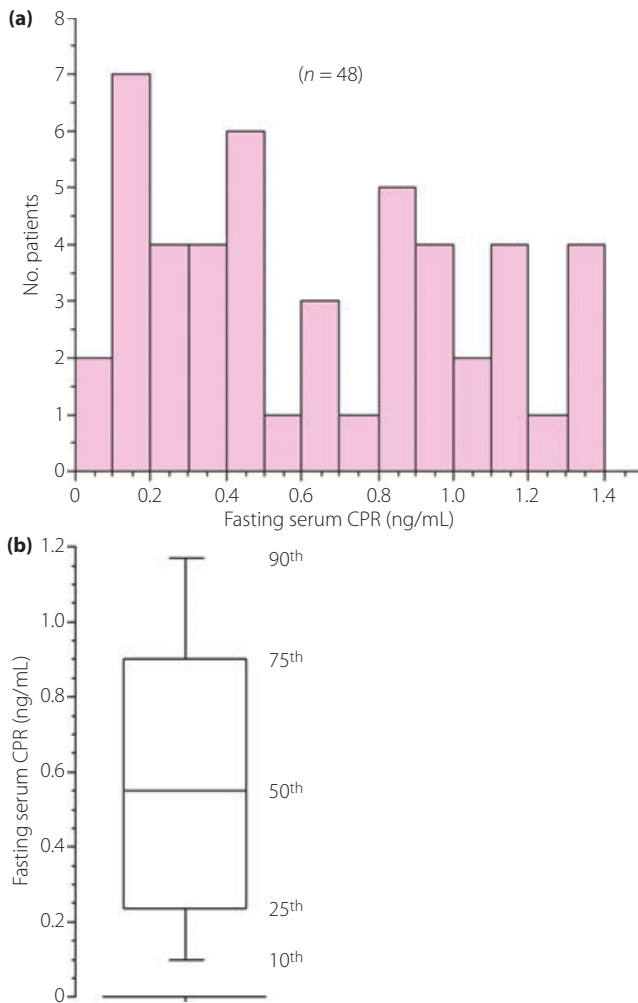 (a)
8
7
6
5
4
3
2
1
0
No. patients
(n = 48)
0 0.2 0.4 0.6 0.8 1.0 1.2 1.4
Fasting serum CPR (ng/mL)
(b)
1.2
1.0
0.8
0.6
0.4
0.2
0
Fasting serum CPR (ng/mL)
90th
75th
50th
25th
10th